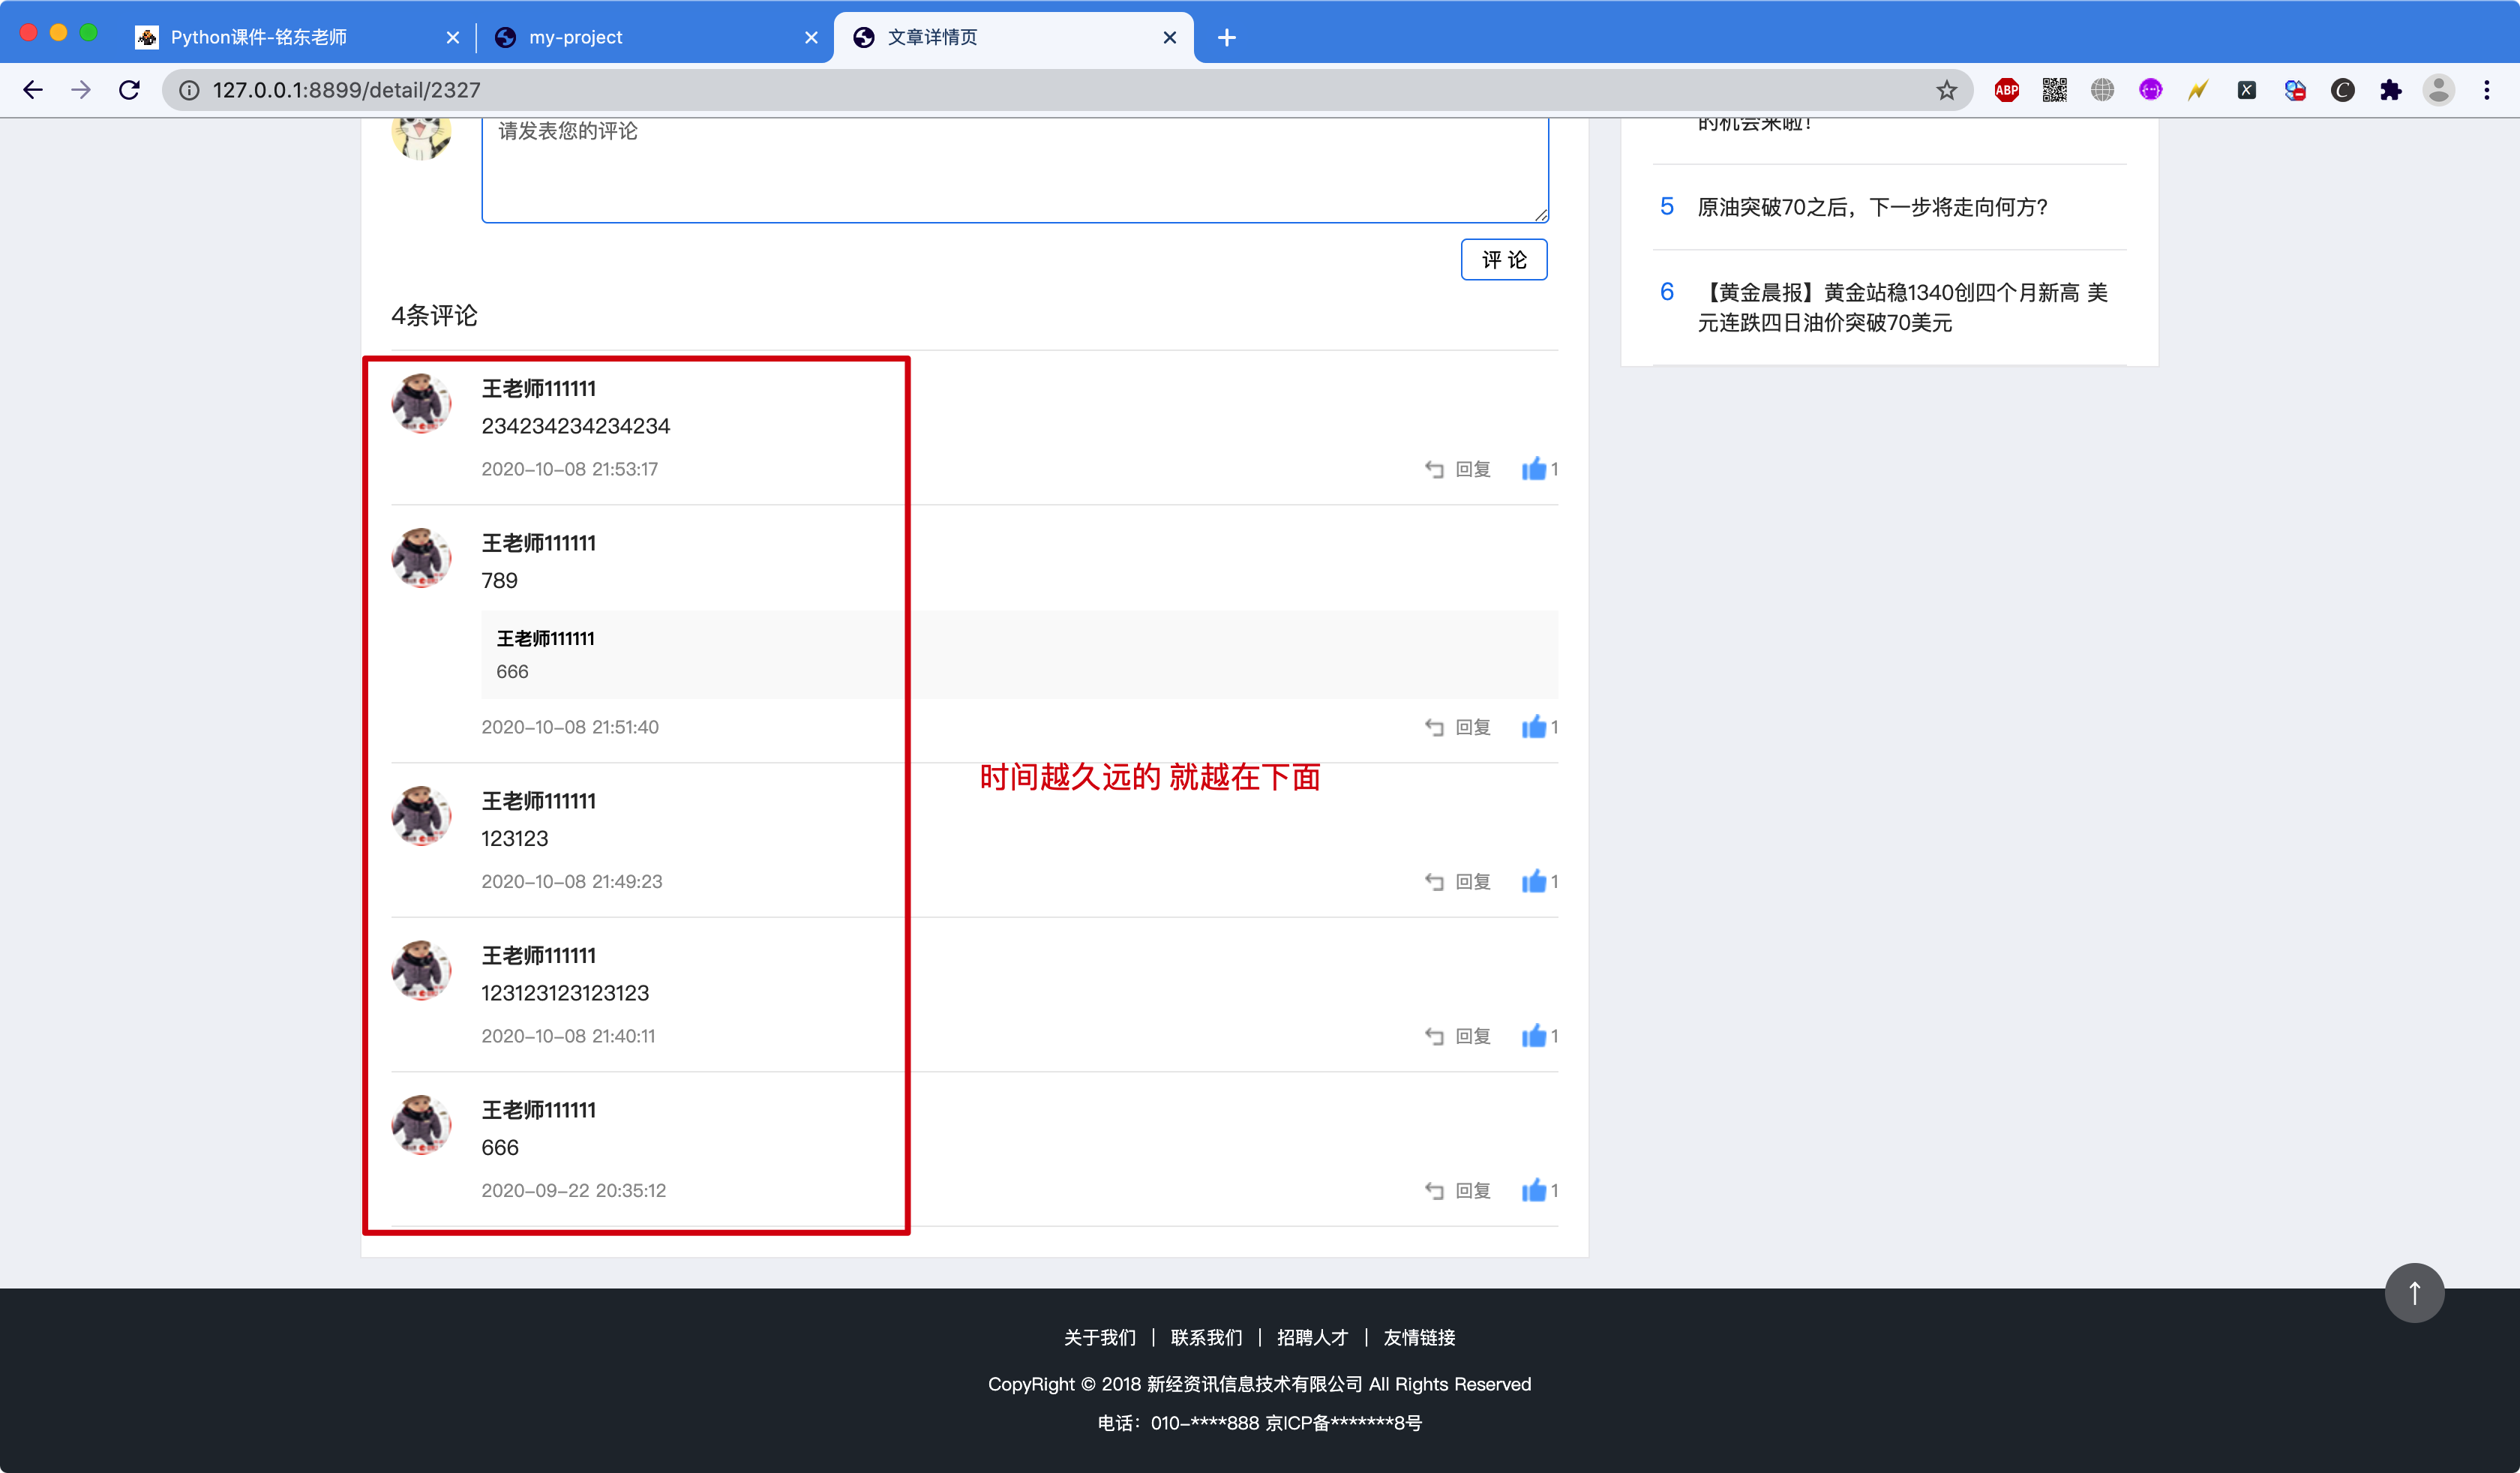 Python课件-铭东老师
my-project
文章详情页
127.0.0.1:8899/detail/2327
ABP
请发表您的评论
评 论
4条评论
王老师111111
234234234234234
2020-10-08 21:53:17
回复 1
王老师111111
789
王老师111111
666
2020-10-08 21:51:40
回复 1
时间越久远的 就越在下面
王老师111111
123123
2020-10-08 21:49:23
回复 1
王老师111111
123123123123123
2020-10-08 21:40:11
回复 1
王老师111111
666
2020-09-22 20:35:12
回复 1
的机会来啦!
5 原油突破70之后，下一步将走向何方?
6 【黄金晨报】黄金站稳1340创四个月新高 美
元连跌四日油价突破70美元
关于我们 | 联系我们 | 招聘人才 | 友情链接
CopyRight © 2018 新经资讯信息技术有限公司 All Rights Reserved
电话：010-****888 京ICP备*******8号